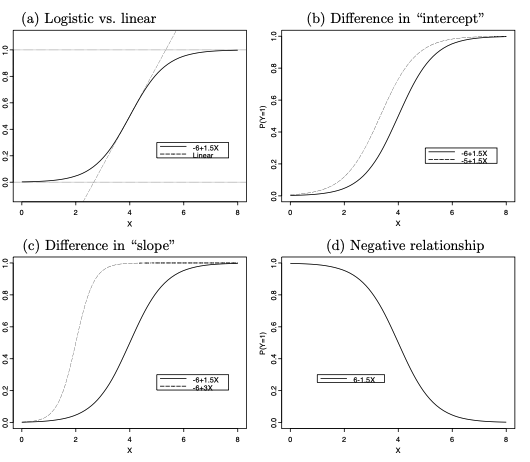 (a) Logistic vs. linear
1.0
0.8
0.6
0.4
0.2
0.0
-6+1.5X
Linear
0 2 4 6 8
X
(b) Difference in “intercept”
P(Y=1)
1.0
0.8
0.6
0.4
0.2
0.0
-6+1.5X
-5+1.5X
0 2 4 6 8
X
(c) Difference in “slope”
1.0
0.8
0.6
0.4
0.2
0.0
-6+1.5X
-6+3X
0 2 4 6 8
X
(d) Negative relationship
P(Y=1)
1.0
0.8
0.6
0.4
0.2
0.0
6-1.5X
0 2 4 6 8
X